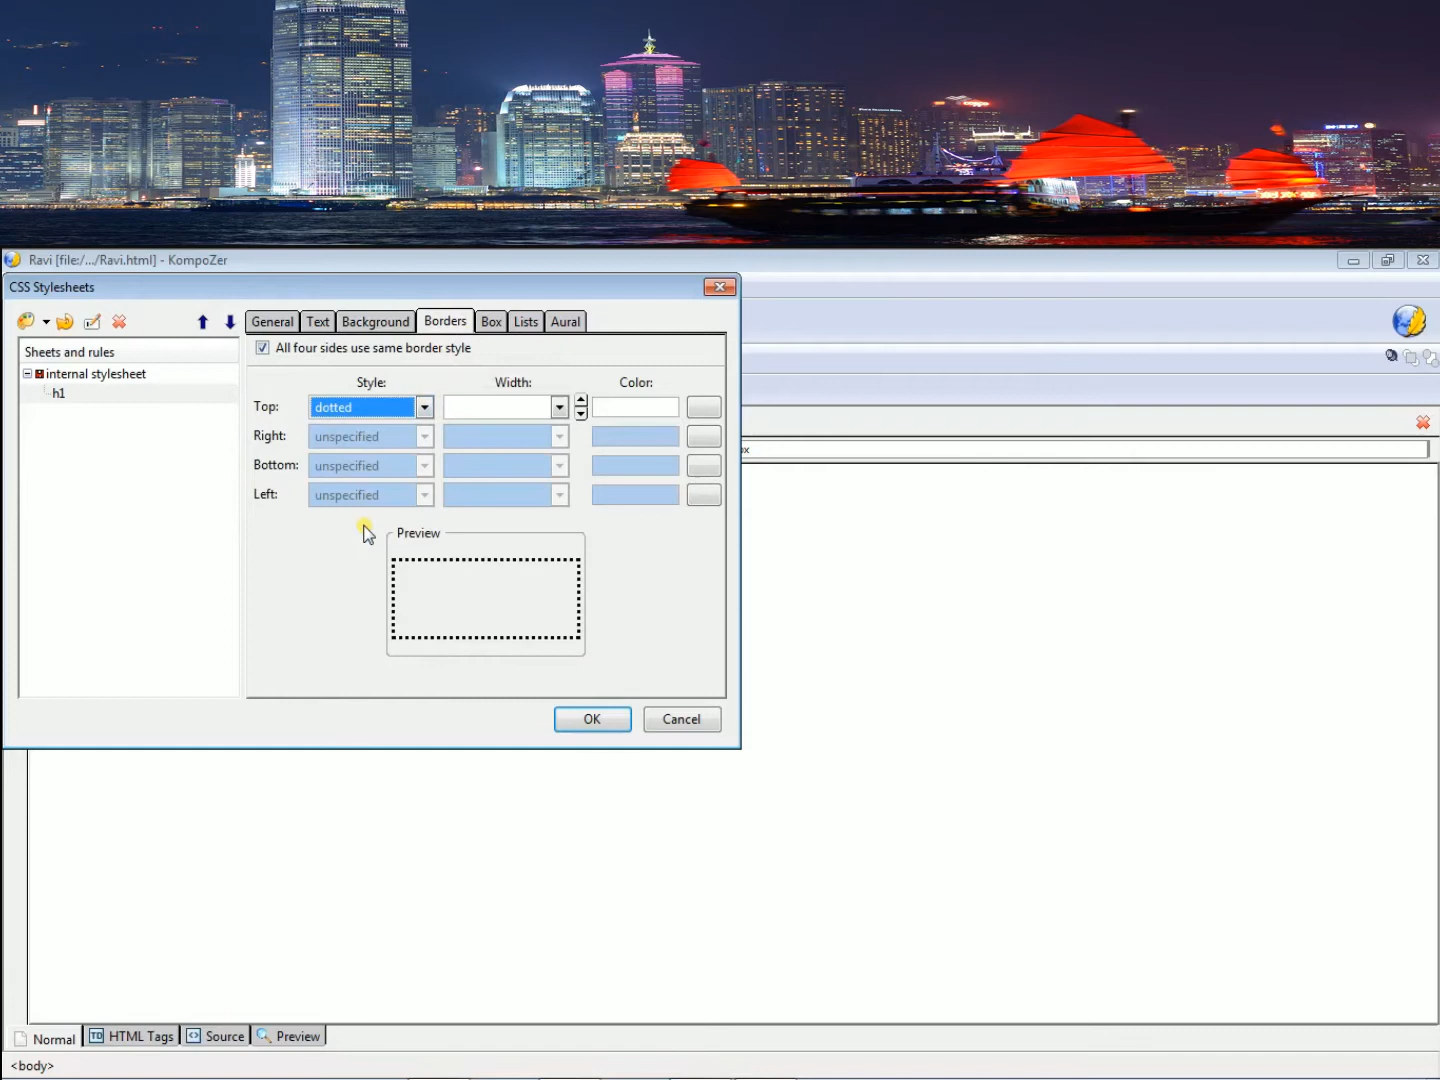 Ravi [file:/.../Ravi.html] - KompoZer
CSS Stylesheets
General Text Background Borders Box Lists Aural
Sheets and rules
internal stylesheet
h1
All four sides use same border style
Style: Width: Color:
Top: dotted
Right: unspecified
Bottom: unspecified
Left: unspecified
Preview
OK Cancel
Normal TD HTML Tags Source Preview
<body>